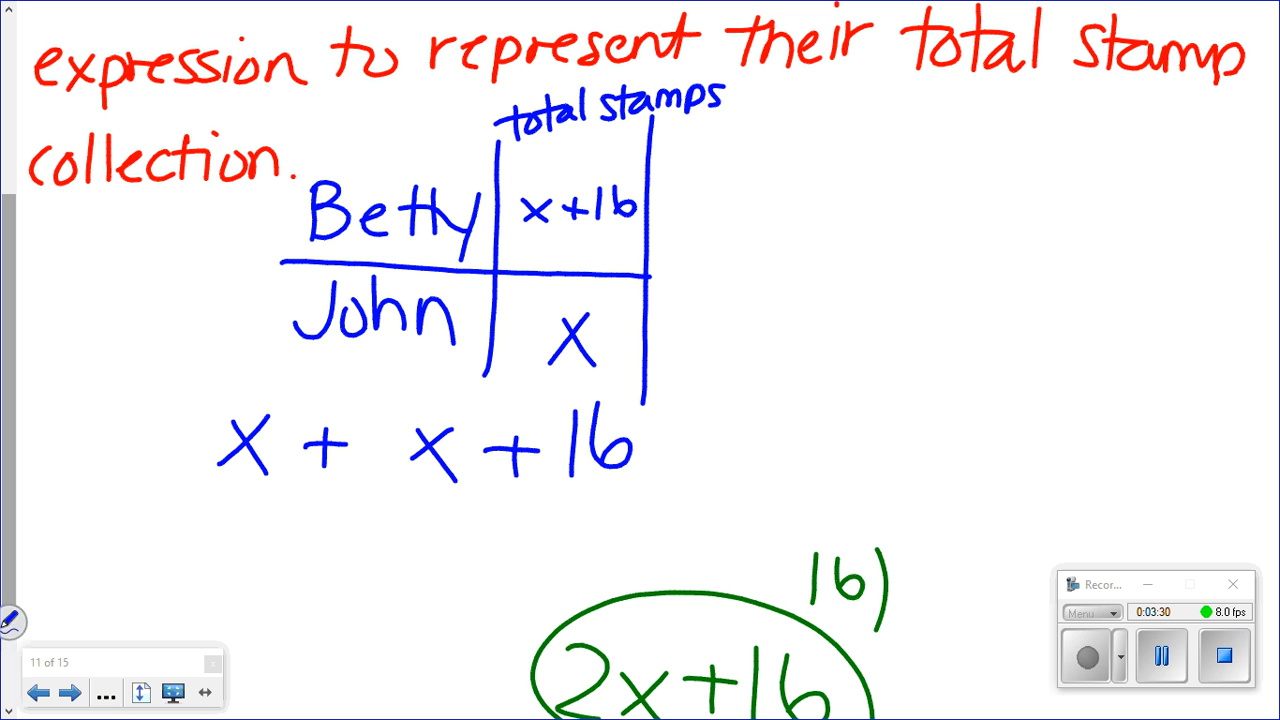 expression to represent their total stamp
collection.
total stamps
Betty x+16
John x
x + x + 16
16)
2x+16
Recor...
Menu 0:03:30 8.0 fps
11 of 15
...